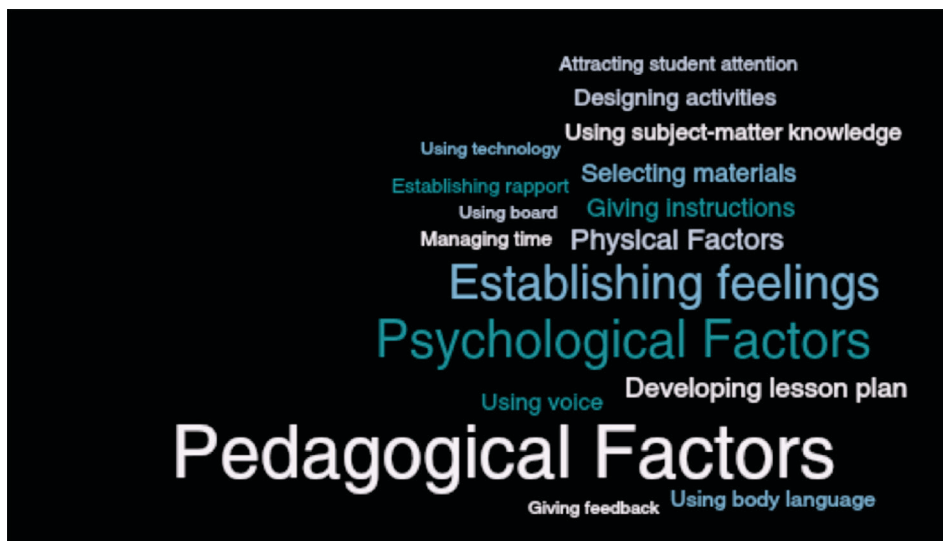 Attracting student attention
Designing activities
Using subject-matter knowledge
Using technology
Selecting materials
Establishing rapport
Giving instructions
Using board
Managing time
Physical Factors
Establishing feelings
Psychological Factors
Developing lesson plan
Using voice
Pedagogical Factors
Using body language
Giving feedback